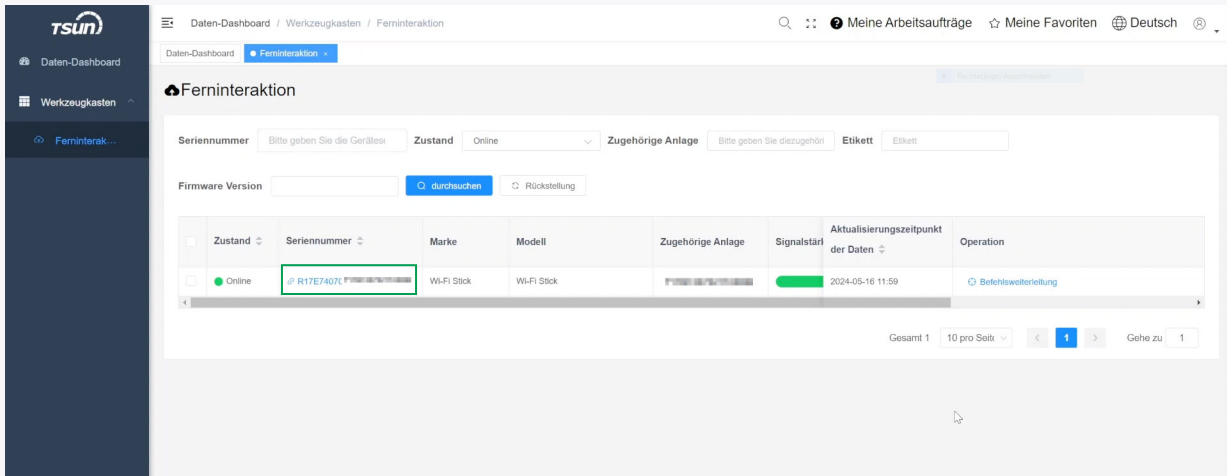 TSUN
Daten-Dashboard / Werkzeugkasten / Ferninteraktion
Meine Arbeitsaufträge Meine Favoriten Deutsch
Daten-Dashboard Ferninteraktion ×
Daten-Dashboard
Werkzeugkasten
Ferninterak...
Ferninteraktion
Seriennummer Bitte geben Sie die Gerätese Zustand Online Zugehörige Anlage Bitte geben Sie diezugehöri Etikett Etikett
Firmware Version durchsuchen Rückstellung
Zustand Seriennummer Marke Modell Zugehörige Anlage Signalstärk Aktualisierungszeitpunkt der Daten Operation
Online R17E7407 Wi-Fi Stick Wi-Fi Stick 2024-05-16 11:59 Befehlsweiterleitung
Gesamt 1 10 pro Seite < 1 > Gehe zu 1